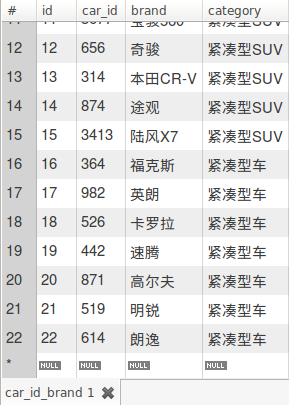 # id car_id brand category
12 12 656 奇骏 紧凑型SUV
13 13 314 本田CR-V 紧凑型SUV
14 14 874 途观 紧凑型SUV
15 15 3413 陆风X7 紧凑型SUV
16 16 364 福克斯 紧凑型车
17 17 982 英朗 紧凑型车
18 18 526 卡罗拉 紧凑型车
19 19 442 速腾 紧凑型车
20 20 871 高尔夫 紧凑型车
21 21 519 明锐 紧凑型车
22 22 614 朗逸 紧凑型车
* NULL NULL NULL NULL
car_id_brand 1